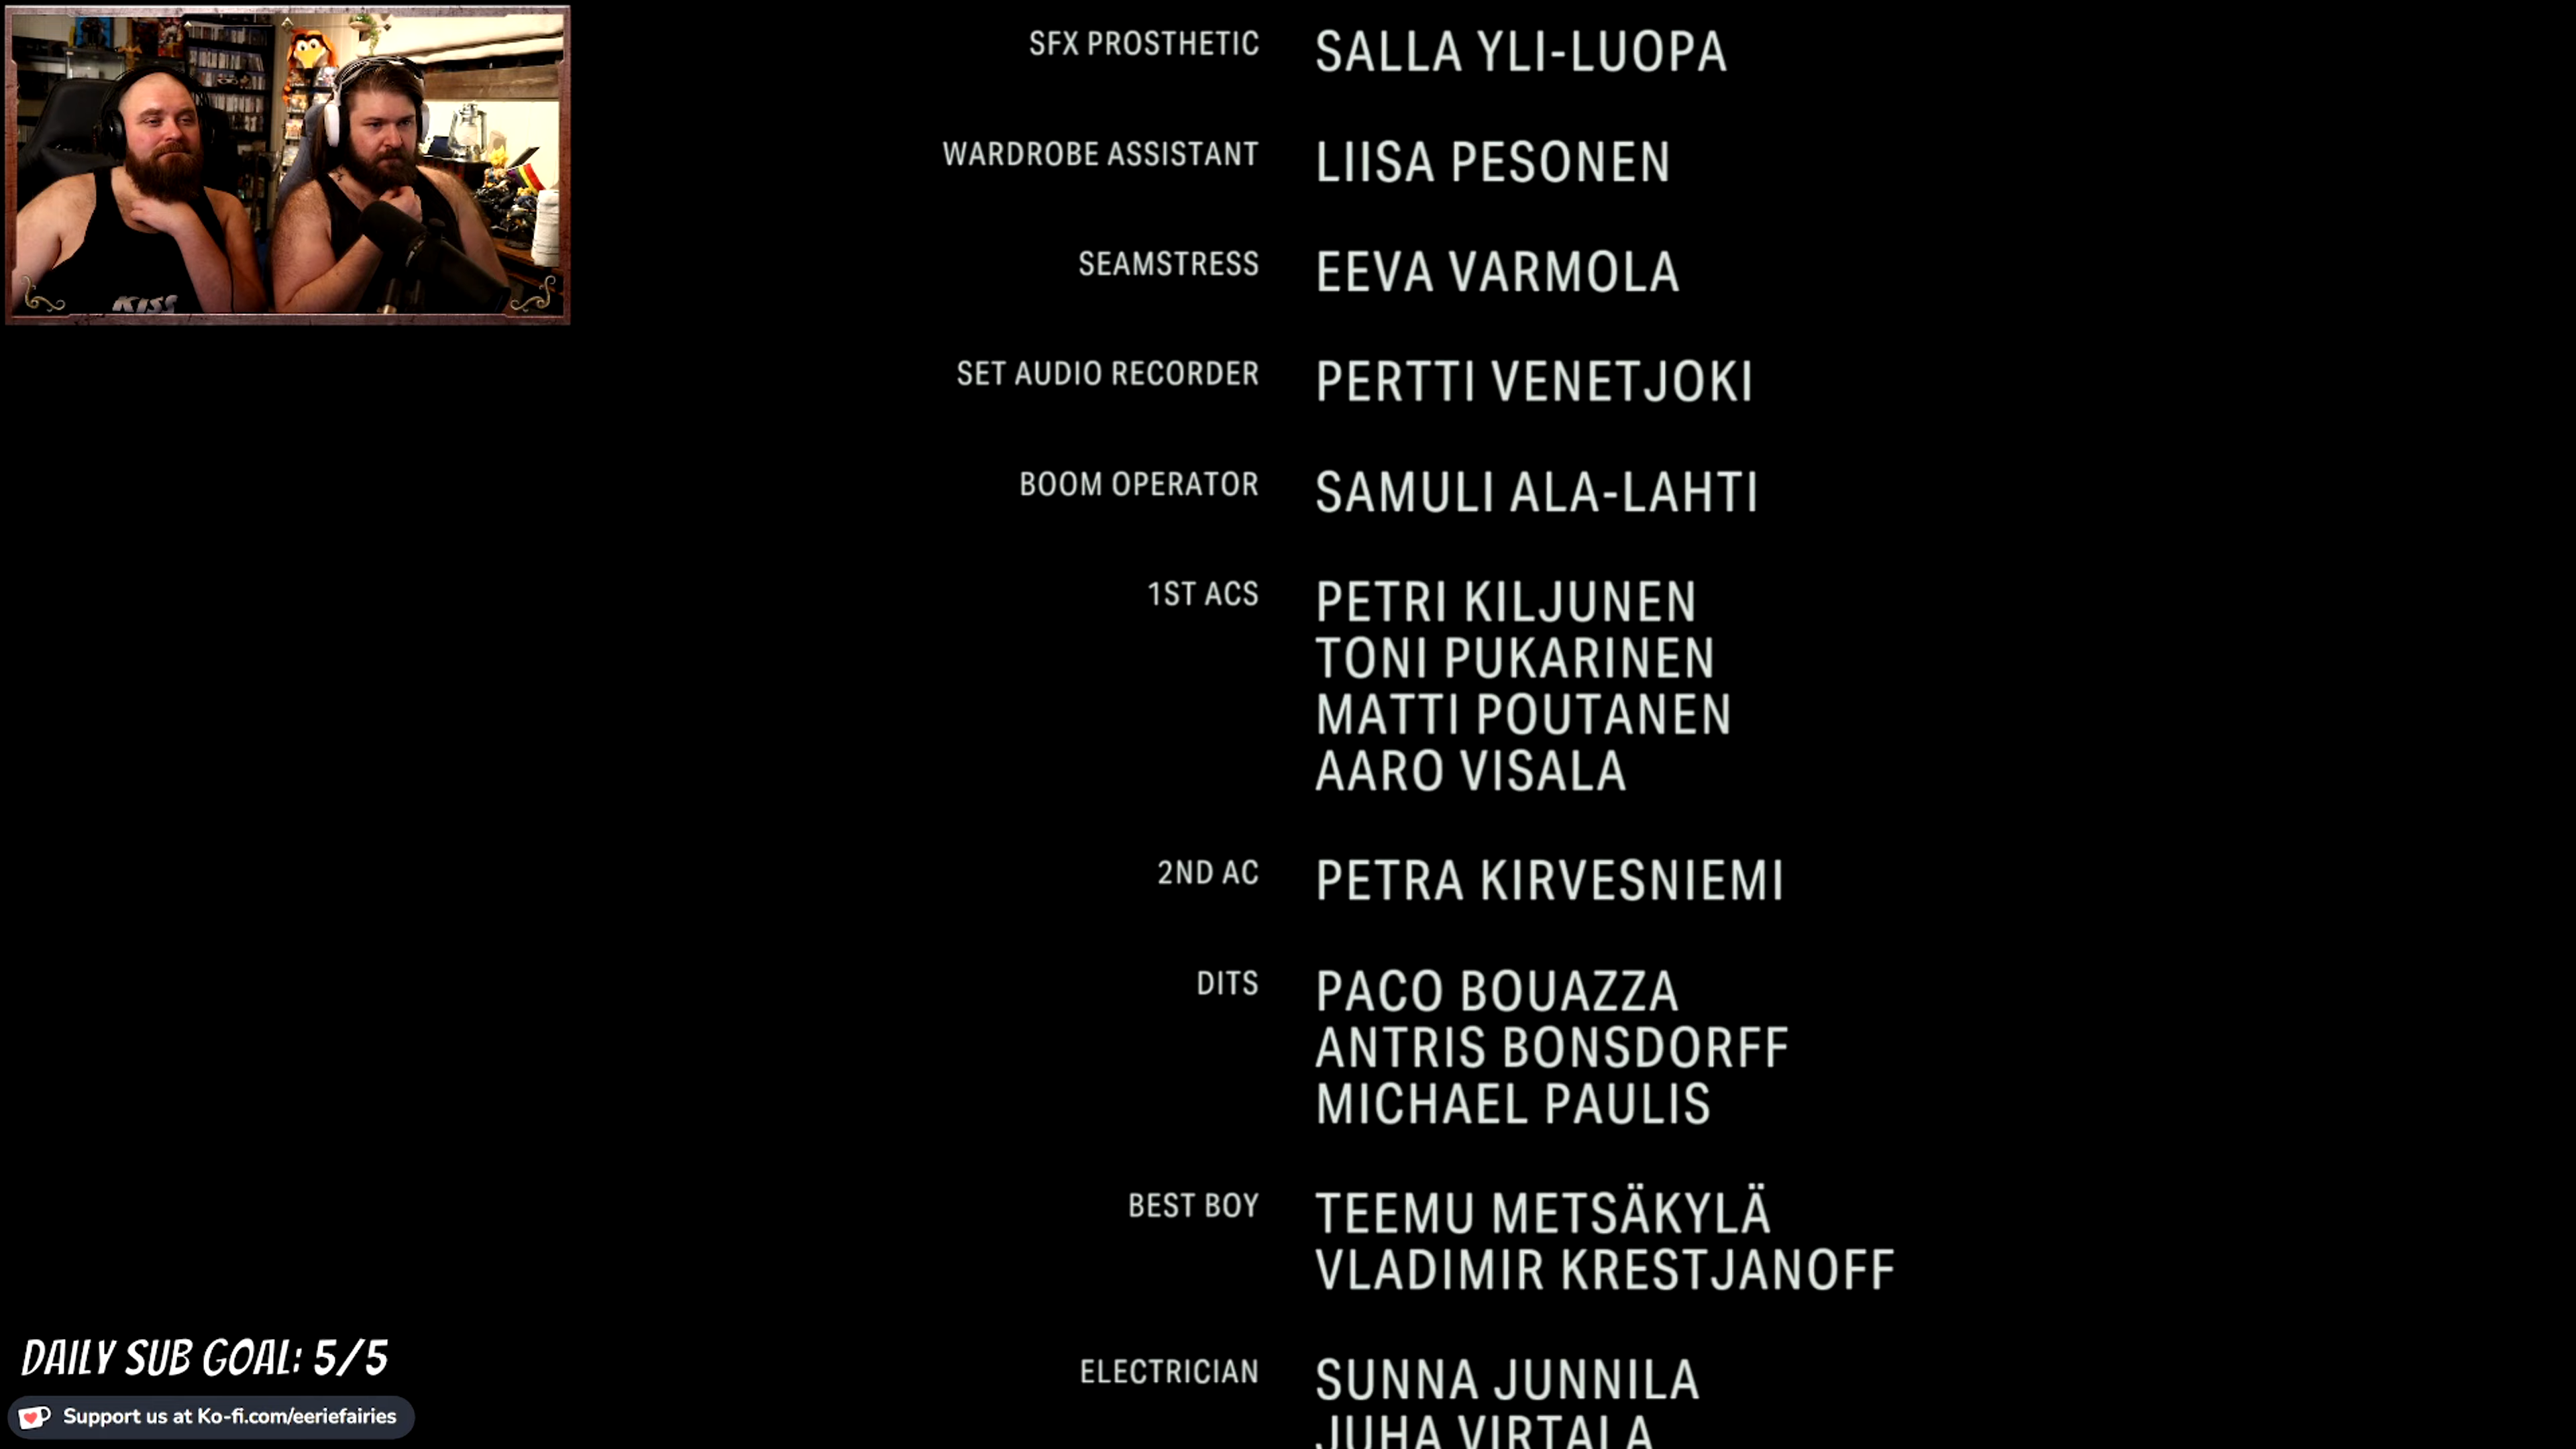 SFX PROSTHETIC SALLA YLI-LUOPA
WARDROBE ASSISTANT LIISA PESONEN
SEAMSTRESS EEVA VARMOLA
SET AUDIO RECORDER PERTTI VENETJOKI
BOOM OPERATOR SAMULI ALA-LAHTI
1ST ACS PETRI KILJUNEN
TONI PUKARINEN
MATTI POUTANEN
AARO VISALA
2ND AC PETRA KIRVESNIEMI
DITS PACO BOUAZZA
ANTRIS BONSDORFF
MICHAEL PAULIS
BEST BOY TEEMU METSÄKYLÄ
VLADIMIR KRESTJANOFF
ELECTRICIAN SUNNA JUNNILA
JUHA VIRTALA
KISS
DAILY SUB GOAL: 5/5
Support us at Ko-fi.com/eeriefairies